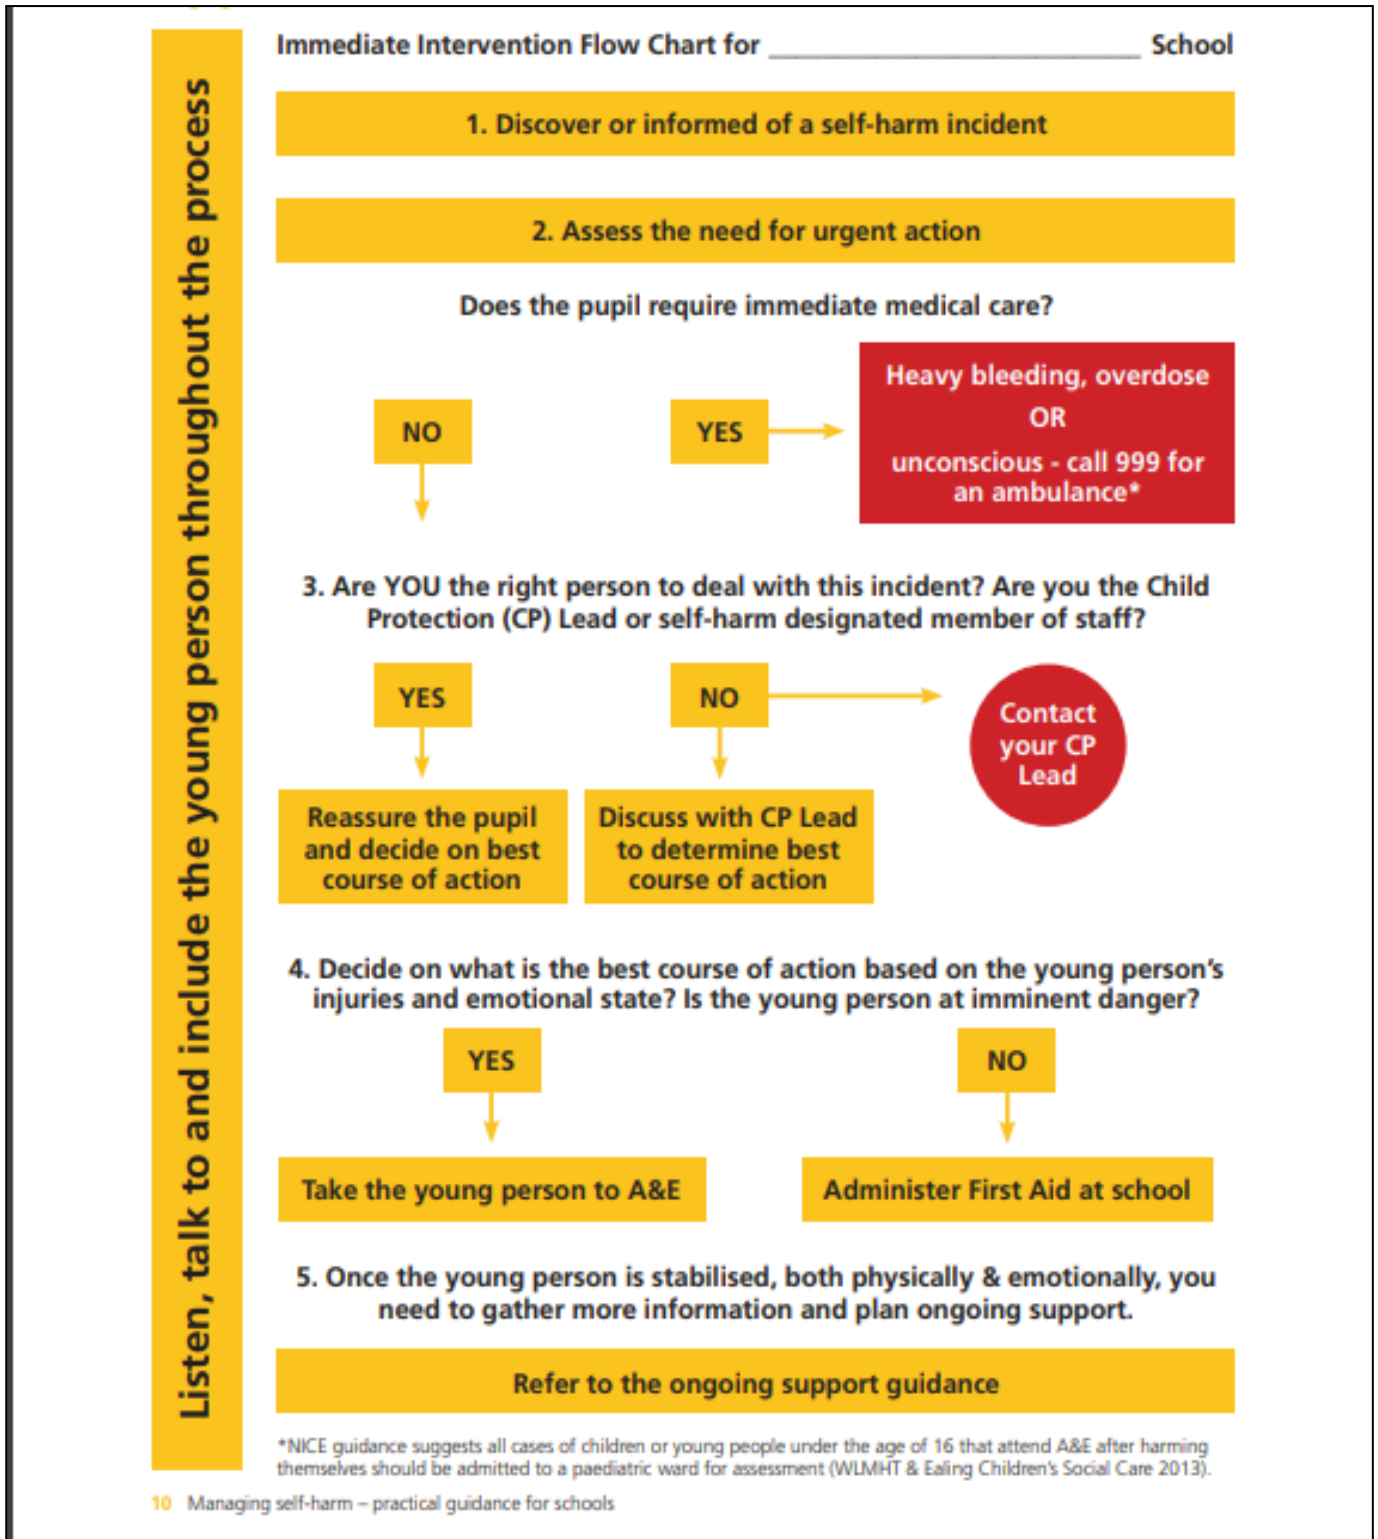 Listen, talk to and include the young person throughout the process
Immediate Intervention Flow Chart for ____________________________ School
1. Discover or informed of a self-harm incident
2. Assess the need for urgent action
Does the pupil require immediate medical care?
NO
YES
Heavy bleeding, overdose
OR
unconscious - call 999 for
an ambulance*
3. Are YOU the right person to deal with this incident? Are you the Child
Protection (CP) Lead or self-harm designated member of staff?
YES
NO
Contact
your CP
Lead
Reassure the pupil
and decide on best
course of action
Discuss with CP Lead
to determine best
course of action
4. Decide on what is the best course of action based on the young person's
injuries and emotional state? Is the young person at imminent danger?
YES
NO
Take the young person to A&E
Administer First Aid at school
5. Once the young person is stabilised, both physically & emotionally, you
need to gather more information and plan ongoing support.
Refer to the ongoing support guidance
*NICE guidance suggests all cases of children or young people under the age of 16 that attend A&E after harming
themselves should be admitted to a paediatric ward for assessment (WLMHT & Ealing Children's Social Care 2013).
10 Managing self-harm – practical guidance for schools